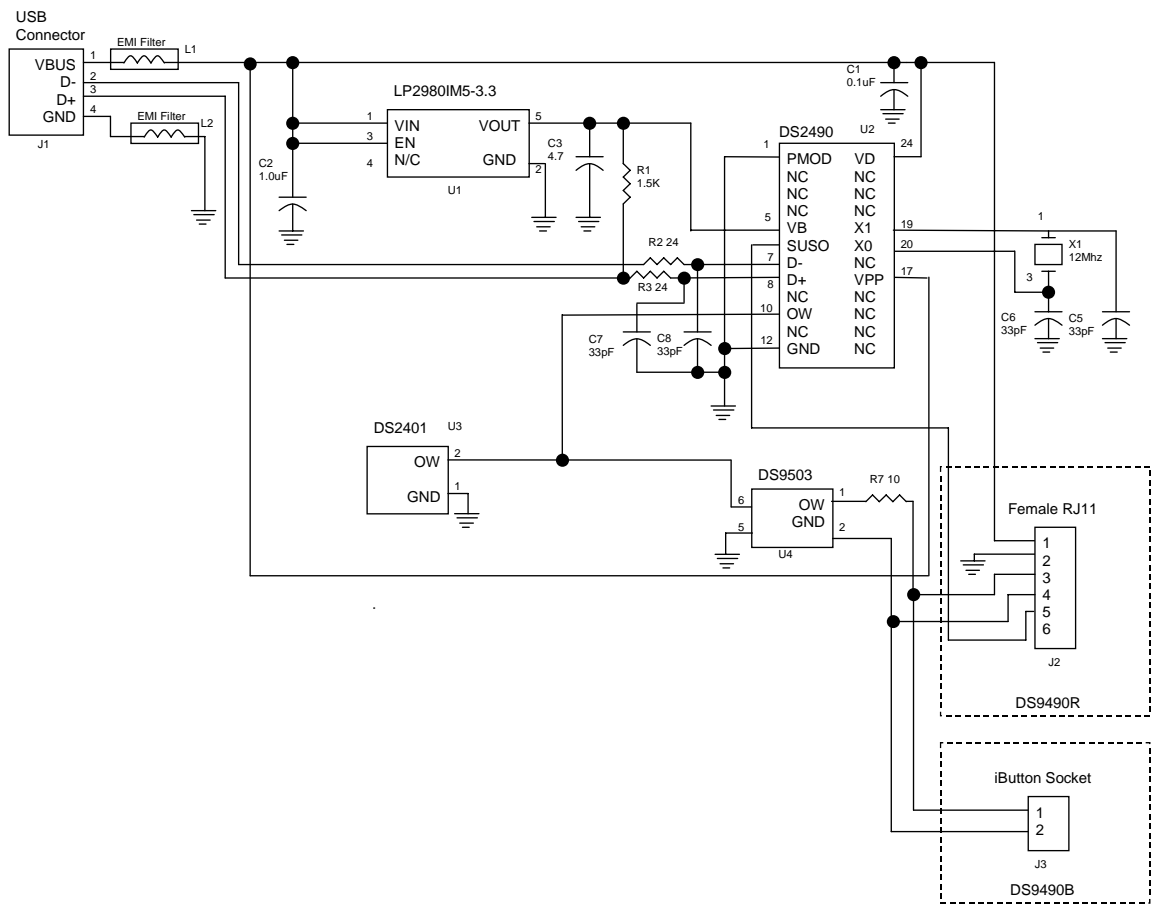 USB
Connector
EMI Filter
L1
VBUS
D-
D+
GND
1
2
3
4
J1
EMI Filter
L2
LP2980IM5-3.3
1
3
4
VIN
EN
N/C
VOUT
GND
5
2
U1
C2
1.0uF
C3
4.7
R1
1.5K
C1
0.1uF
DS2490
U2
1
PMOD
VD
24
NC
NC
NC
NC
NC
NC
5
VB
X1
19
SUSO
X0
20
7
D-
NC
8
D+
VPP
17
NC
NC
10
OW
NC
NC
NC
12
GND
NC
R2 24
R3 24
C7
33pF
C8
33pF
1
X1
12Mhz
3
C6
33pF
C5
33pF
DS2401
U3
OW
2
GND
1
DS9503
6
OW
1
GND
5
2
U4
R7 10
Female RJ11
1
2
3
4
5
6
J2
DS9490R
iButton Socket
1
2
J3
DS9490B